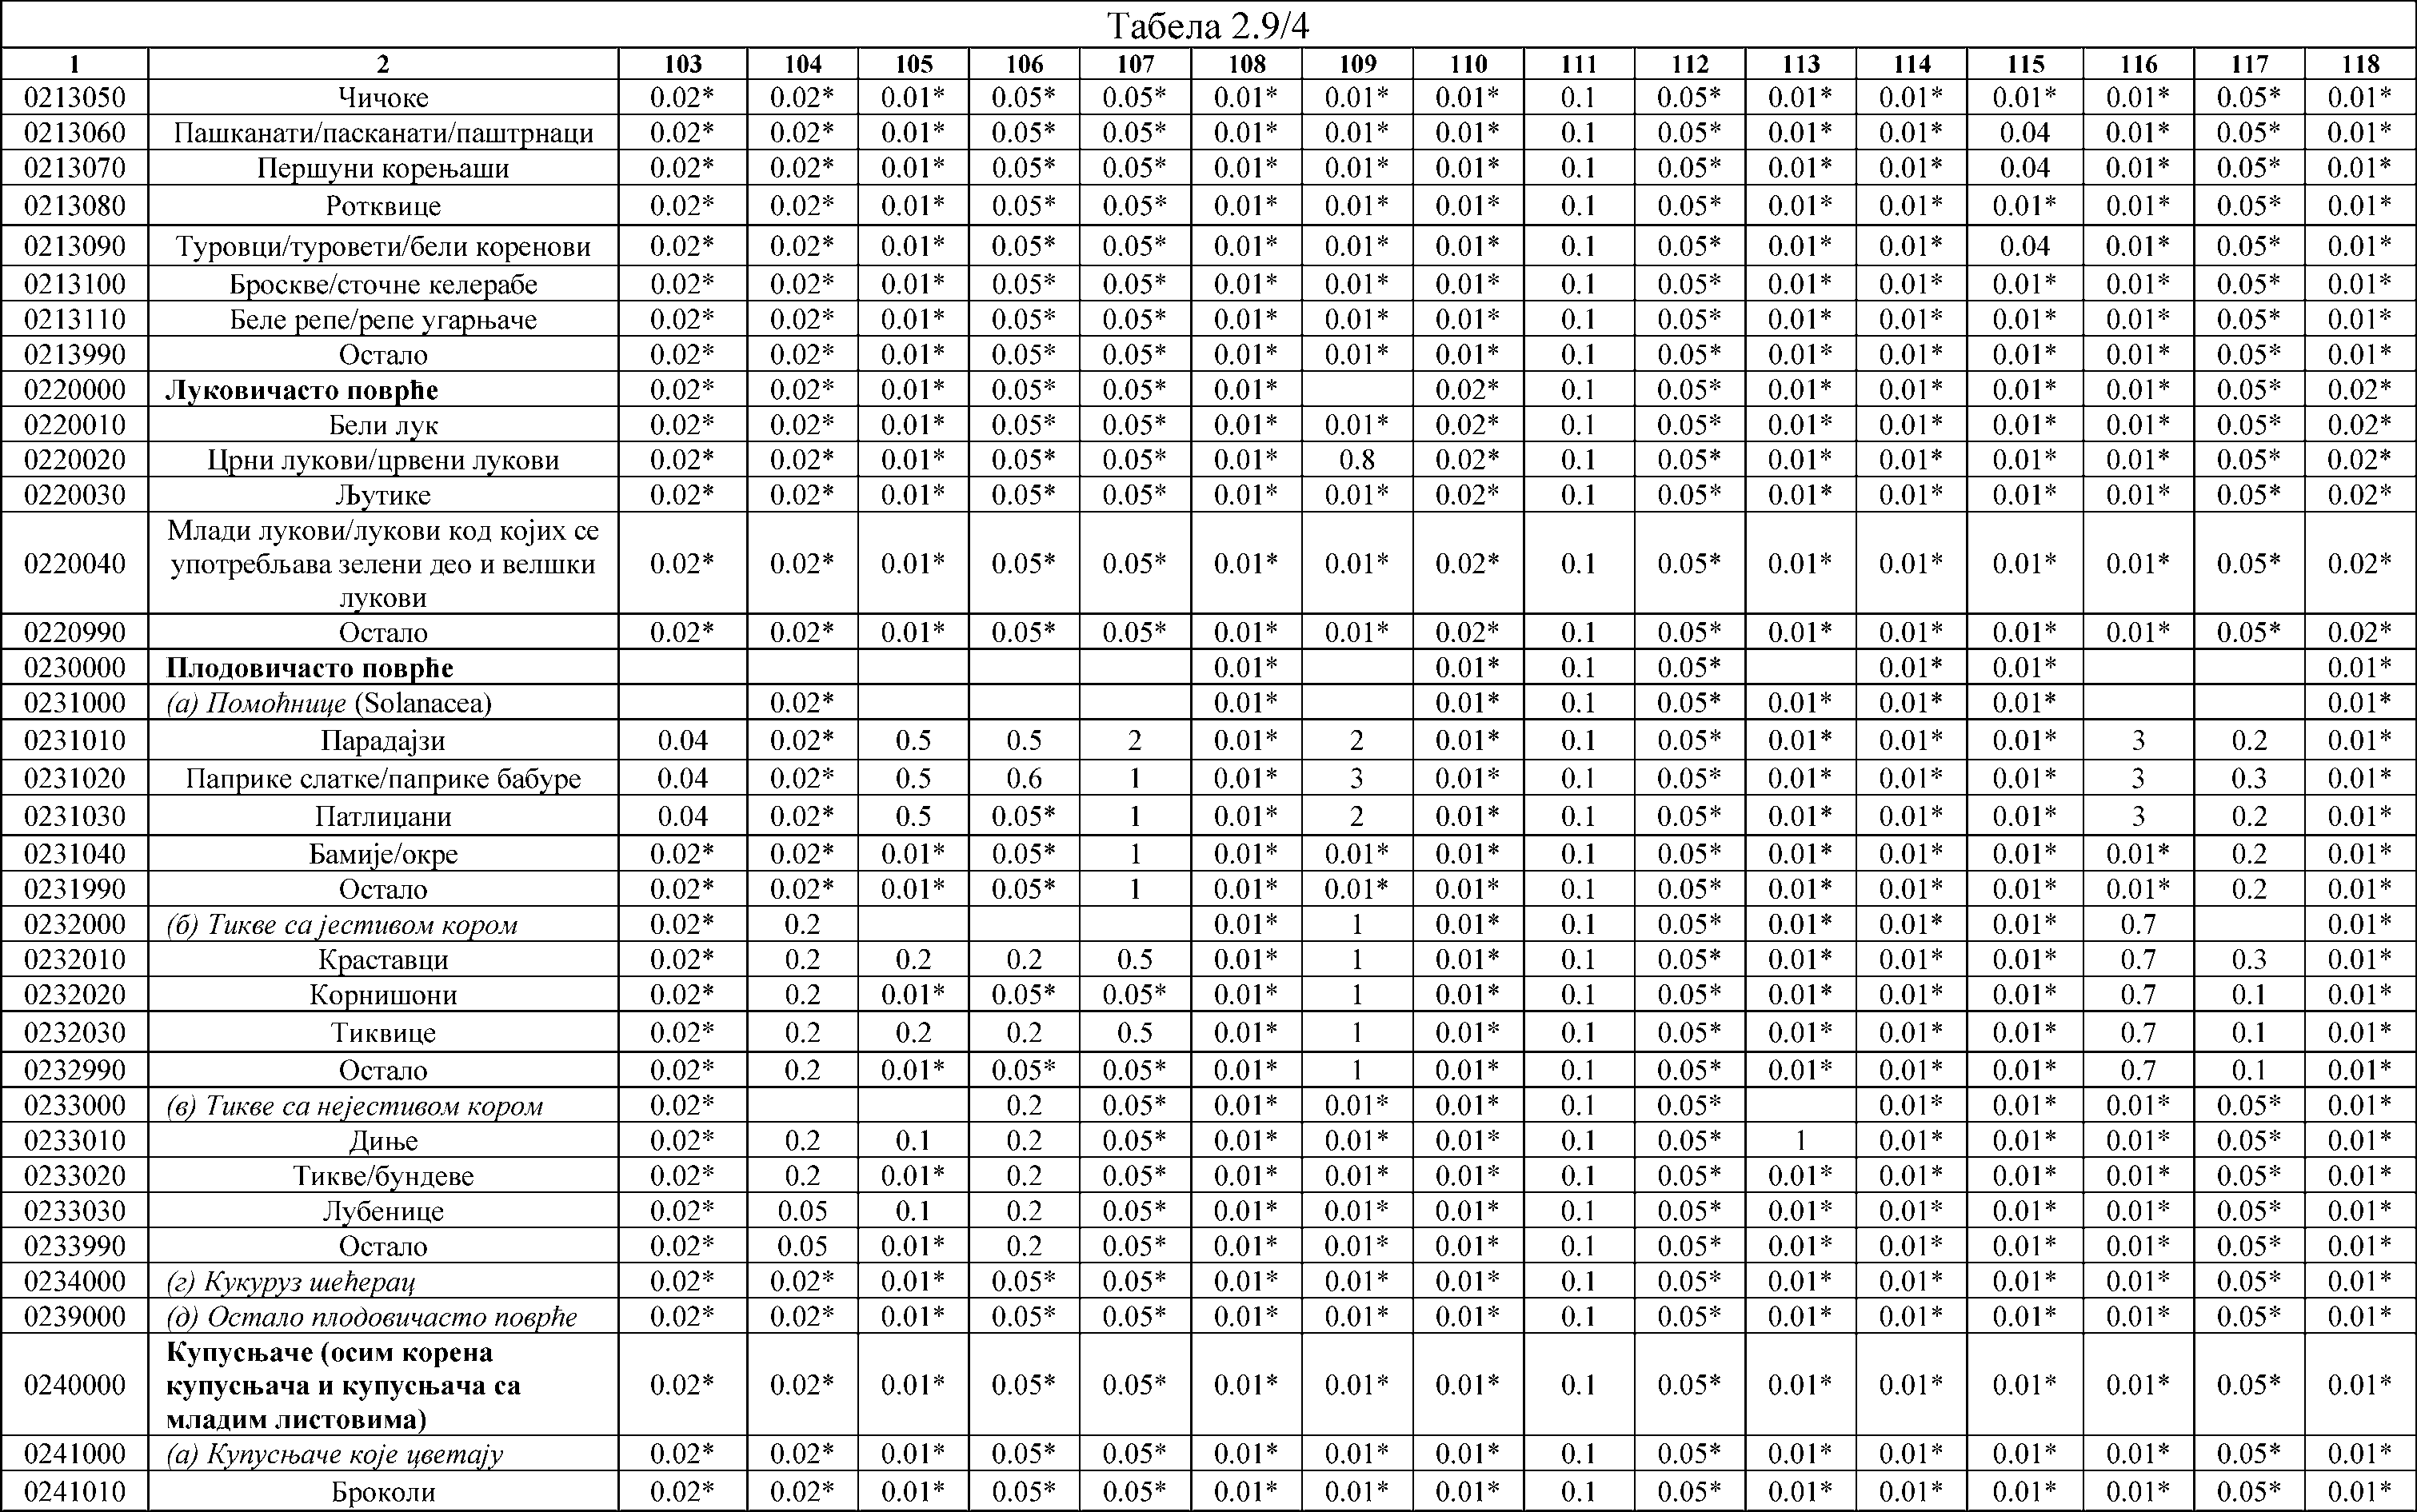 Табела 2.9/4
1 2 103 104 105 106 107 108 109 110 111 112 113 114 115 116 117 118
0213050 Чичоке 0.02* 0.02* 0.01* 0.05* 0.05* 0.01* 0.01* 0.01* 0.1 0.05* 0.01* 0.01* 0.01* 0.01* 0.05* 0.01*
0213060 Пашканати/пасканати/паштрнаци 0.02* 0.02* 0.01* 0.05* 0.05* 0.01* 0.01* 0.01* 0.1 0.05* 0.01* 0.01* 0.04 0.01* 0.05* 0.01*
0213070 Першуни корењаши 0.02* 0.02* 0.01* 0.05* 0.05* 0.01* 0.01* 0.01* 0.1 0.05* 0.01* 0.01* 0.04 0.01* 0.05* 0.01*
0213080 Ротквице 0.02* 0.02* 0.01* 0.05* 0.05* 0.01* 0.01* 0.01* 0.1 0.05* 0.01* 0.01* 0.01* 0.01* 0.05* 0.01*
0213090 Туровци/туровети/бели коренови 0.02* 0.02* 0.01* 0.05* 0.05* 0.01* 0.01* 0.01* 0.1 0.05* 0.01* 0.01* 0.04 0.01* 0.05* 0.01*
0213100 Броскве/сточне келерабе 0.02* 0.02* 0.01* 0.05* 0.05* 0.01* 0.01* 0.01* 0.1 0.05* 0.01* 0.01* 0.01* 0.01* 0.05* 0.01*
0213110 Беле репе/репе угарњаче 0.02* 0.02* 0.01* 0.05* 0.05* 0.01* 0.01* 0.01* 0.1 0.05* 0.01* 0.01* 0.01* 0.01* 0.05* 0.01*
0213990 Остало 0.02* 0.02* 0.01* 0.05* 0.05* 0.01* 0.01* 0.01* 0.1 0.05* 0.01* 0.01* 0.01* 0.01* 0.05* 0.01*
0220000 Луковичасто поврће 0.02* 0.02* 0.01* 0.05* 0.05* 0.01* 0.02* 0.1 0.05* 0.01* 0.01* 0.01* 0.01* 0.05* 0.02*
0220010 Бели лук 0.02* 0.02* 0.01* 0.05* 0.05* 0.01* 0.01* 0.02* 0.1 0.05* 0.01* 0.01* 0.01* 0.01* 0.05* 0.02*
0220020 Црни лукови/црвени лукови 0.02* 0.02* 0.01* 0.05* 0.05* 0.01* 0.8 0.02* 0.1 0.05* 0.01* 0.01* 0.01* 0.01* 0.05* 0.02*
0220030 Љутике 0.02* 0.02* 0.01* 0.05* 0.05* 0.01* 0.01* 0.02* 0.1 0.05* 0.01* 0.01* 0.01* 0.01* 0.05* 0.02*
Млади лукови/лукови код којих се
0220040 употребљава зелени део и велшки 0.02* 0.02* 0.01* 0.05* 0.05* 0.01* 0.01* 0.02* 0.1 0.05* 0.01* 0.01* 0.01* 0.01* 0.05* 0.02*
лукови
0220990 Остало 0.02* 0.02* 0.01* 0.05* 0.05* 0.01* 0.01* 0.02* 0.1 0.05* 0.01* 0.01* 0.01* 0.01* 0.05* 0.02*
0230000 Плодовичасто поврће 0.01* 0.01* 0.1 0.05* 0.01* 0.01* 0.01*
0231000 (а) Помоћнице (Solanacea) 0.02* 0.01* 0.01* 0.1 0.05* 0.01* 0.01* 0.01* 0.01*
0231010 Парадајзи 0.04 0.02* 0.5 0.5 2 0.01* 2 0.01* 0.1 0.05* 0.01* 0.01* 0.01* 3 0.2 0.01*
0231020 Паприке слатке/паприке бабуре 0.04 0.02* 0.5 0.6 1 0.01* 3 0.01* 0.1 0.05* 0.01* 0.01* 0.01* 3 0.3 0.01*
0231030 Патлиџани 0.04 0.02* 0.5 0.05* 1 0.01* 2 0.01* 0.1 0.05* 0.01* 0.01* 0.01* 3 0.2 0.01*
0231040 Бамије/окре 0.02* 0.02* 0.01* 0.05* 1 0.01* 0.01* 0.01* 0.1 0.05* 0.01* 0.01* 0.01* 0.01* 0.2 0.01*
0231990 Остало 0.02* 0.02* 0.01* 0.05* 1 0.01* 0.01* 0.01* 0.1 0.05* 0.01* 0.01* 0.01* 0.01* 0.2 0.01*
0232000 (б) Тикве са јестивом кором 0.02* 0.2 0.01* 1 0.01* 0.1 0.05* 0.01* 0.01* 0.01* 0.7 0.01*
0232010 Краставци 0.02* 0.2 0.2 0.2 0.5 0.01* 1 0.01* 0.1 0.05* 0.01* 0.01* 0.01* 0.7 0.3 0.01*
0232020 Корнишони 0.02* 0.2 0.01* 0.05* 0.05* 0.01* 1 0.01* 0.1 0.05* 0.01* 0.01* 0.01* 0.7 0.1 0.01*
0232030 Тиквице 0.02* 0.2 0.2 0.2 0.5 0.01* 1 0.01* 0.1 0.05* 0.01* 0.01* 0.01* 0.7 0.1 0.01*
0232990 Остало 0.02* 0.2 0.01* 0.05* 0.05* 0.01* 1 0.01* 0.1 0.05* 0.01* 0.01* 0.01* 0.7 0.1 0.01*
0233000 (в) Тикве са нејестивом кором 0.02* 0.2 0.05* 0.01* 0.01* 0.01* 0.1 0.05* 0.01* 0.01* 0.01* 0.05* 0.01*
0233010 Диње 0.02* 0.2 0.1 0.2 0.05* 0.01* 0.01* 0.01* 0.1 0.05* 1 0.01* 0.01* 0.01* 0.05* 0.01*
0233020 Тикве/бундеве 0.02* 0.2 0.01* 0.2 0.05* 0.01* 0.01* 0.01* 0.1 0.05* 0.01* 0.01* 0.01* 0.01* 0.05* 0.01*
0233030 Лубенице 0.02* 0.05 0.1 0.2 0.05* 0.01* 0.01* 0.01* 0.1 0.05* 0.01* 0.01* 0.01* 0.01* 0.05* 0.01*
0233990 Остало 0.02* 0.05 0.01* 0.2 0.05* 0.01* 0.01* 0.01* 0.1 0.05* 0.01* 0.01* 0.01* 0.01* 0.05* 0.01*
0234000 (г) Кукуруз шећерац 0.02* 0.02* 0.01* 0.05* 0.05* 0.01* 0.01* 0.01* 0.1 0.05* 0.01* 0.01* 0.01* 0.01* 0.05* 0.01*
0239000 (д) Остало плодовичасто поврће 0.02* 0.02* 0.01* 0.05* 0.05* 0.01* 0.01* 0.01* 0.1 0.05* 0.01* 0.01* 0.01* 0.01* 0.05* 0.01*
Купусњаче (осим корена
0240000 купусњача и купусњача са 0.02* 0.02* 0.01* 0.05* 0.05* 0.01* 0.01* 0.01* 0.1 0.05* 0.01* 0.01* 0.01* 0.01* 0.05* 0.01*
младим листовима)
0241000 (а) Купусњаче које цветају 0.02* 0.02* 0.01* 0.05* 0.05* 0.01* 0.01* 0.01* 0.1 0.05* 0.01* 0.01* 0.01* 0.01* 0.05* 0.01*
0241010 Броколи 0.02* 0.02* 0.01* 0.05* 0.05* 0.01* 0.01* 0.01* 0.1 0.05* 0.01* 0.01* 0.01* 0.01* 0.05* 0.01*